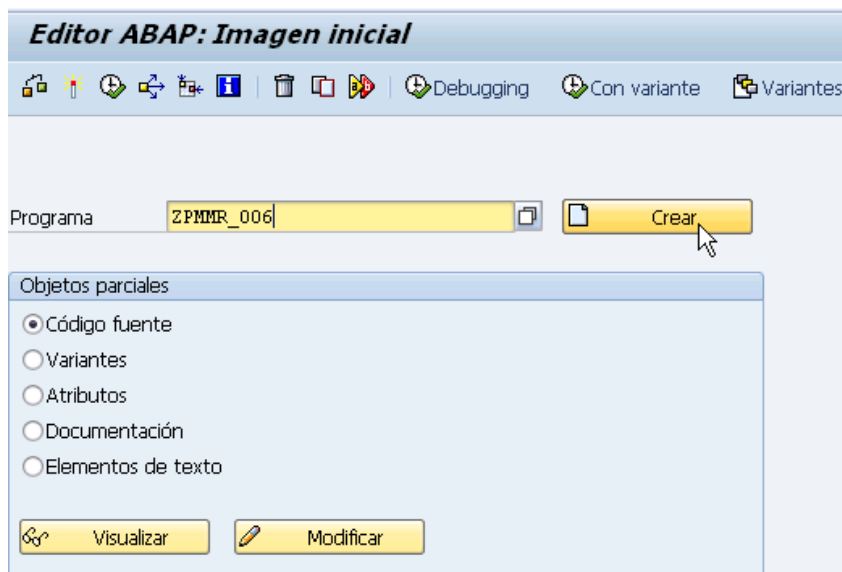 Editor ABAP: Imagen inicial
Debugging Con variante Variantes
Programa ZPMMR_006 Crear
Objetos parciales
Código fuente
Variantes
Atributos
Documentación
Elementos de texto
Visualizar Modificar